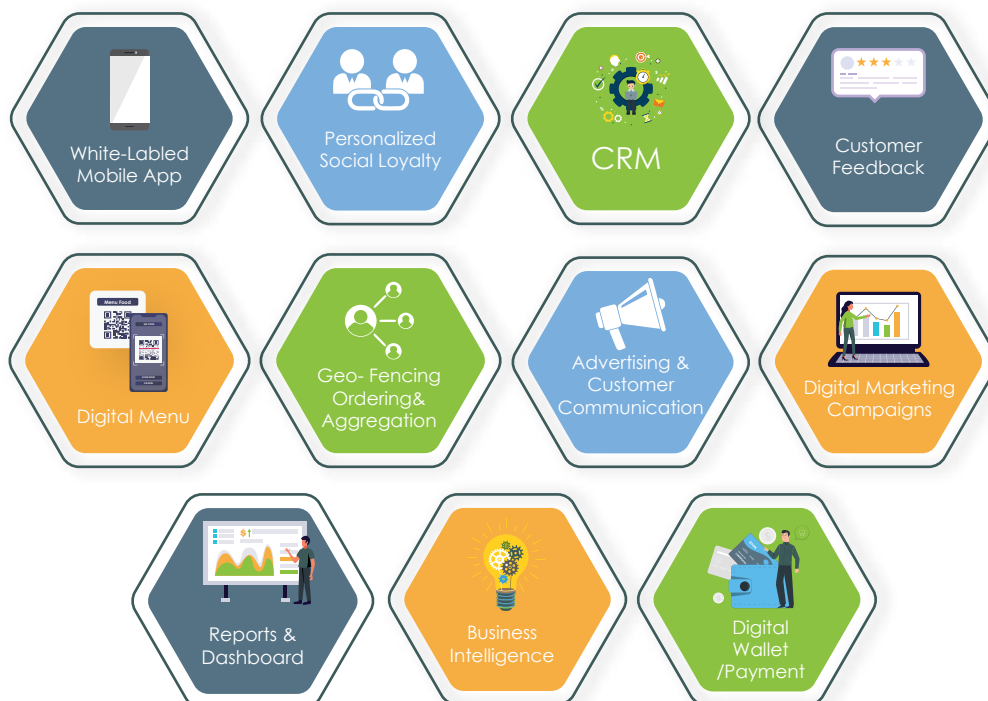 White-Labled
Mobile App
Personalized
Social Loyalty
CRM
Customer
Feedback
Menu Food
Digital Menu
Geo- Fencing
Ordering&
Aggregation
Advertising &
Customer
Communication
Digital Marketing
Campaigns
$
Reports &
Dashboard
Business
Intelligence
Digital
Wallet
/Payment